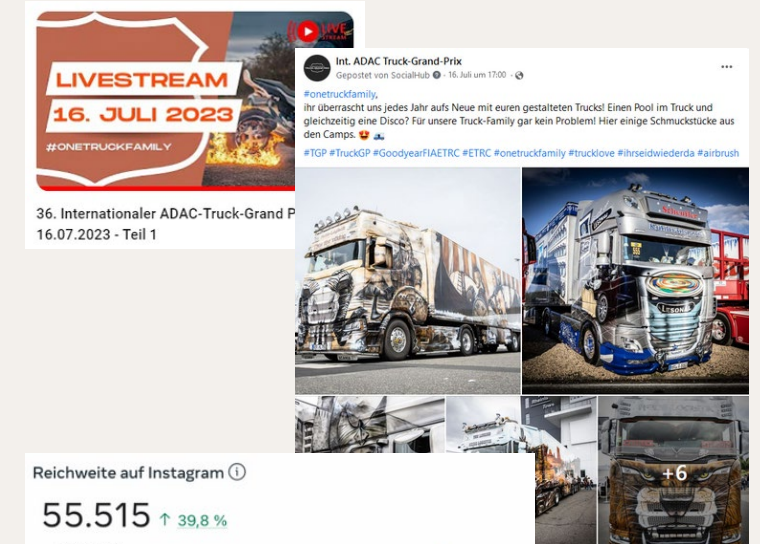 LIVE
STREAM
LIVESTREAM
16. JULI 2023
#ONETRUCKFAMILY
36. Internationaler ADAC-Truck-Grand P
16.07.2023 - Teil 1
Int. ADAC Truck-Grand-Prix
Gepostet von SocialHub · 16. Juli um 17:00 ·
#onetruckfamily,
ihr überrascht uns jedes Jahr aufs Neue mit euren gestalteten Trucks! Einen Pool im Truck und
gleichzeitig eine Disco? Für unsere Truck-Family gar kein Problem! Hier einige Schmuckstücke aus
den Camps. 😍 🌊
#TGP #TruckGP #GoodyearFIAETRC #ETRC #onetruckfamily #trucklove #ihrseidwiederda #airbrush
LESONAL
+6
Reichweite auf Instagram
55.515 ↑ 39,8 %